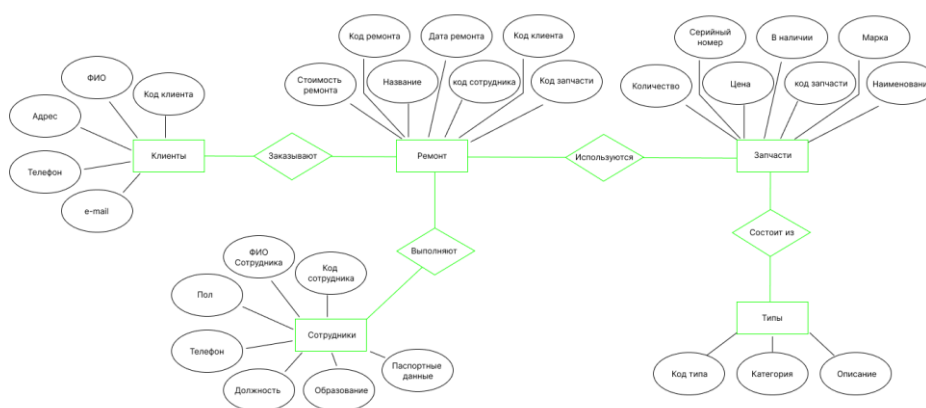 Код ремонта
Дата ремонта
Код клиента
Стоимость
ремонта
Название
код сотрудника
Код запчасти
Серийный
номер
В наличии
Марка
Количество
Цена
код запчасти
Наименовани
ФИО
Код клиента
Адрес
Телефон
e-mail
Клиенты
Заказывают
Ремонт
Используются
Запчасти
Выполняют
Состоит из
ФИО
Сотрудника
Код
сотрудника
Пол
Телефон
Сотрудники
Должность
Образование
Паспортные
данные
Типы
Код типа
Категория
Описание